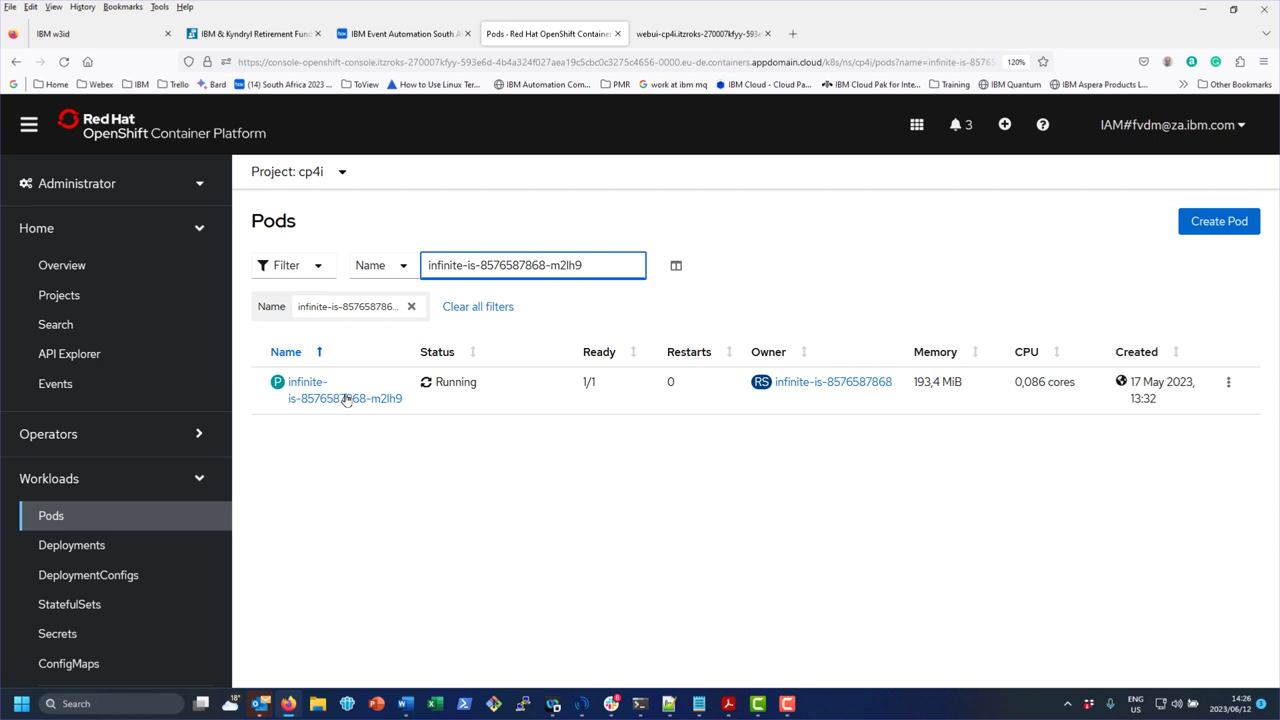 File Edit View History Bookmarks Tools Help
IBM w3id
IBM & Kyndryl Retirement Fund
IBM Event Automation South A
Pods - Red Hat OpenShift Container
webui-cp4i.itzroks-270007kfyy-593e
https://console-openshift-console.itzroks-270007kfyy-593e6d-4b4a324f027aea19c5cbc0c3275c4656-0000.eu-de.containers.appdomain.cloud/k8s/ns/cp4i/pods?name=infinite-is-85765
120%
Home Webex IBM Trello Bard (14) South Africa 2023 ... ToView How to Use Linux Ter... IBM Automation Com... PMR work at ibm mq IBM Cloud - Cloud Pa... IBM Cloud Pak for Inte... Training IBM Quantum IBM Aspera Products L... Other Bookmarks
Red Hat
OpenShift Container Platform
3
IAM#fvdm@za.ibm.com
Administrator
Home
Overview
Projects
Search
API Explorer
Events
Operators
Workloads
Pods
Deployments
DeploymentConfigs
StatefulSets
Secrets
ConfigMaps
Project: cp4i
Pods
Create Pod
Filter
Name
infinite-is-8576587868-m2lh9
Name infinite-is-857658786...
Clear all filters
Name Status Ready Restarts Owner Memory CPU Created
P infinite-
is-8576587868-m2lh9
Running
1/1
0
RS infinite-is-8576587868
193,4 MiB
0,086 cores
17 May 2023,
13:32
Search
18°
8
ENG
US
14:26
2023/06/12